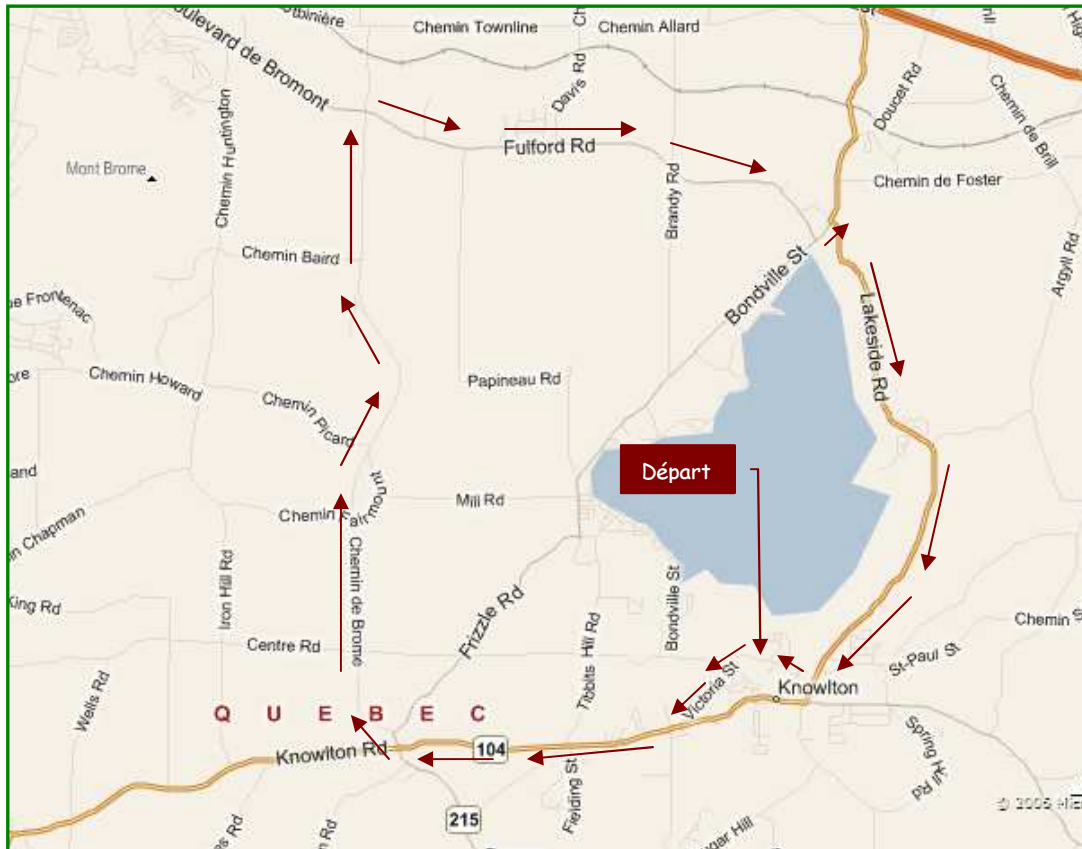 Chemin Townline
Chemin Allard
St
Boulevard de Bromont
Davis Rd
Doucet Rd
Chemin de Brill
Chemin Huntington
Fulford Rd
Mont Brome
Brandy Rd
Chemin de Foster
Argyll Rd
Chemin Baird
Bondville St
Lakeside Rd
Chemin Howard
Papineau Rd
Chemin Picard
Départ
Chemin Fairmount
Mill Rd
Iron Hill Rd
Chemin de Brome
Frizzle Rd
Bondville St
King Rd
Centre Rd
Tibbits Hill Rd
Chemin S
St-Paul St
Wells Rd
Victoria St
Knowlton
QUEBEC
Spring Hill Rd
Knowlton Rd
104
Fielding St
215
© 2005